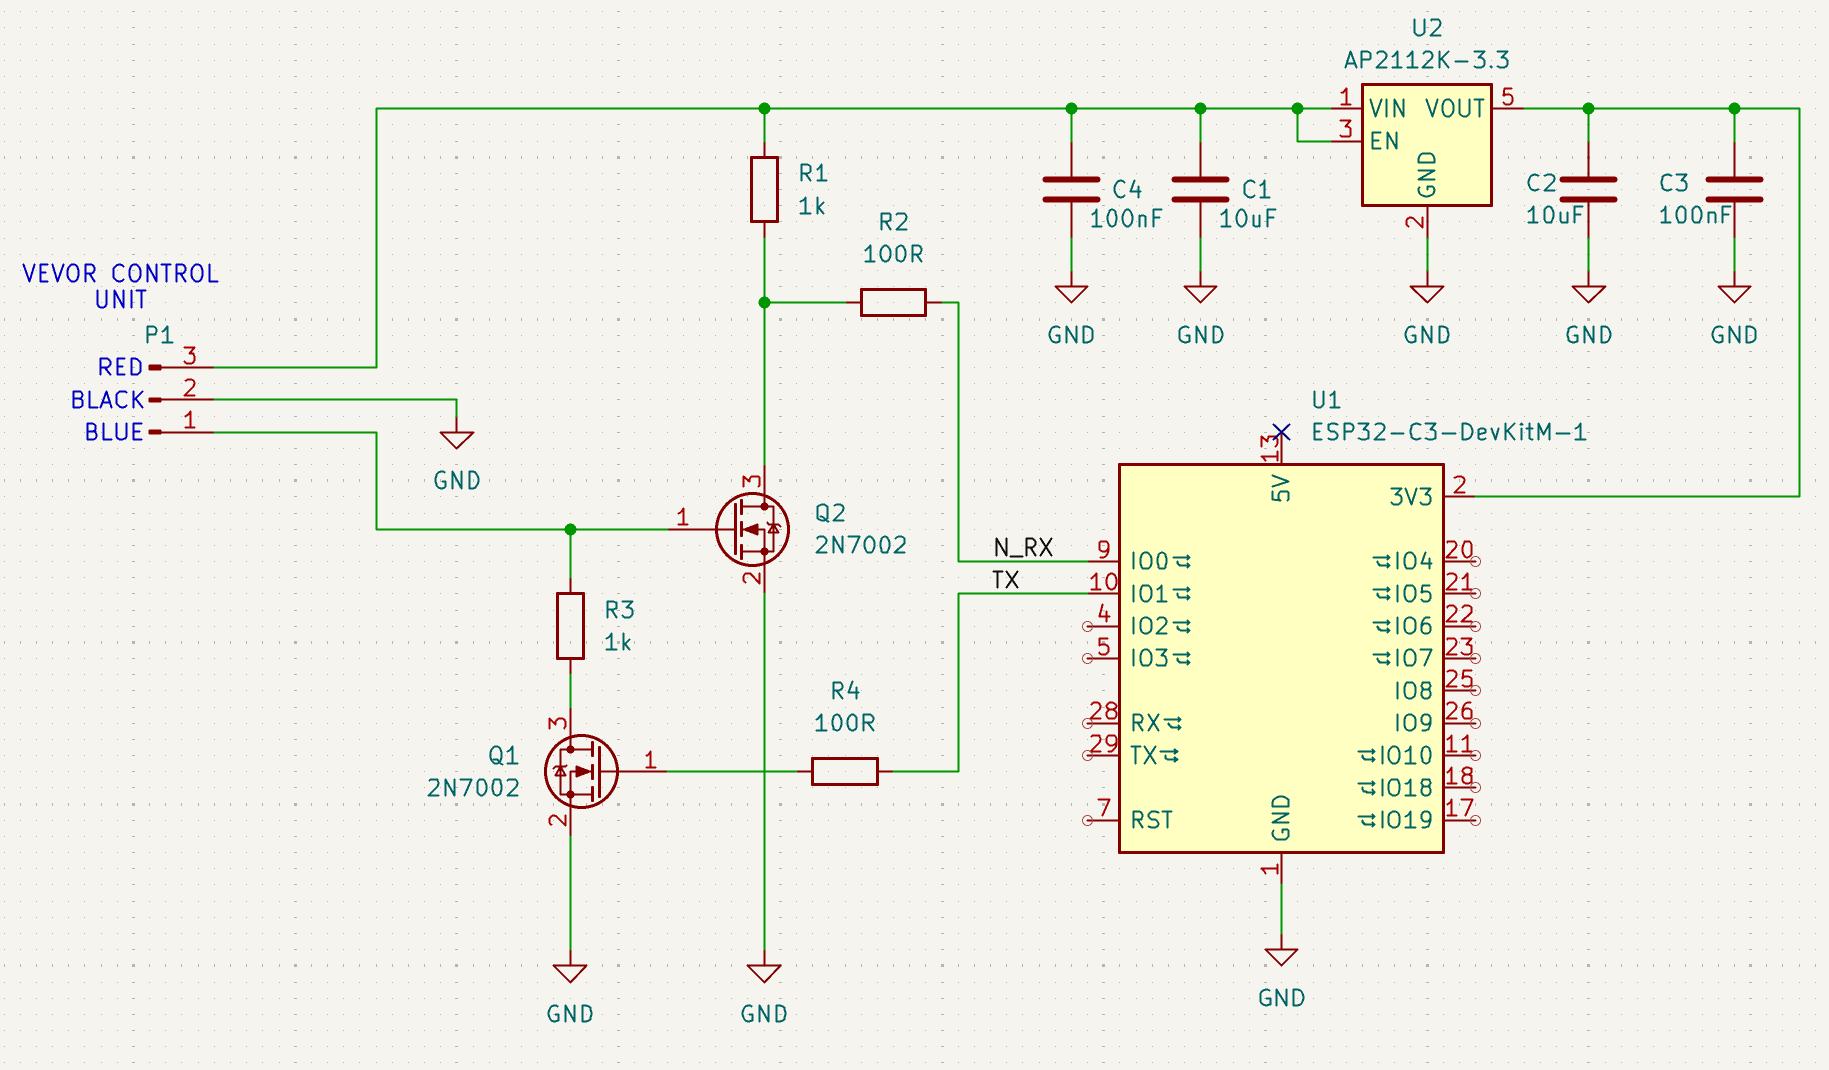 U2
AP2112K-3.3
1
VIN
VOUT
5
3
EN
GND
2
R1
1k
R2
100R
C4
100nF
C1
10uF
C2
10uF
C3
100nF
GND
GND
GND
GND
GND
VEVOR CONTROL
UNIT
P1
RED
3
BLACK
2
BLUE
1
GND
U1
ESP32-C3-DevKitM-1
13
5V
3V3
2
3
1
Q2
2N7002
2
N_RX
9
IO0
IO4
20
TX
10
IO1
IO5
21
4
IO2
IO6
22
5
IO3
IO7
23
IO8
25
28
RX
IO9
26
29
TX
IO10
11
IO18
18
7
RST
IO19
17
GND
1
GND
R3
1k
R4
100R
3
Q1
2N7002
1
2
GND
GND